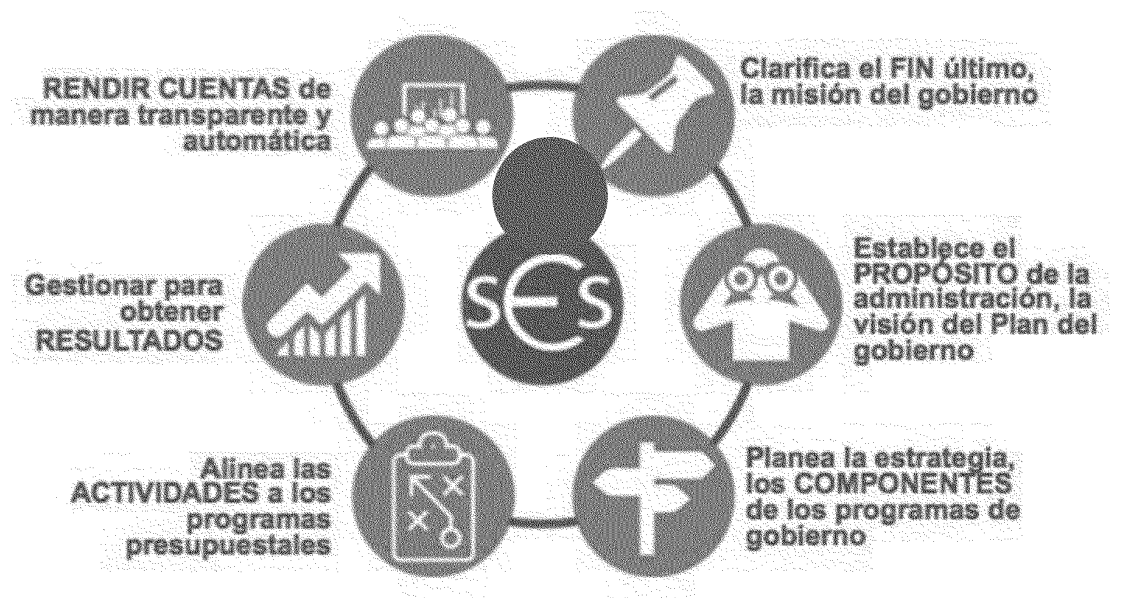 Clarifica el FIN último,
la misión del gobierno
Establece el
PROPÓSITO de la
administración, la
visión del Plan del
gobierno
Planea la estrategia,
los COMPONENTES
de los programas de
gobierno
Alinea las
ACTIVIDADES a los
programas
presupuestales
Gestionar para
obtener
RESULTADOS
RENDIR CUENTAS de
manera transparente y
automática
SES